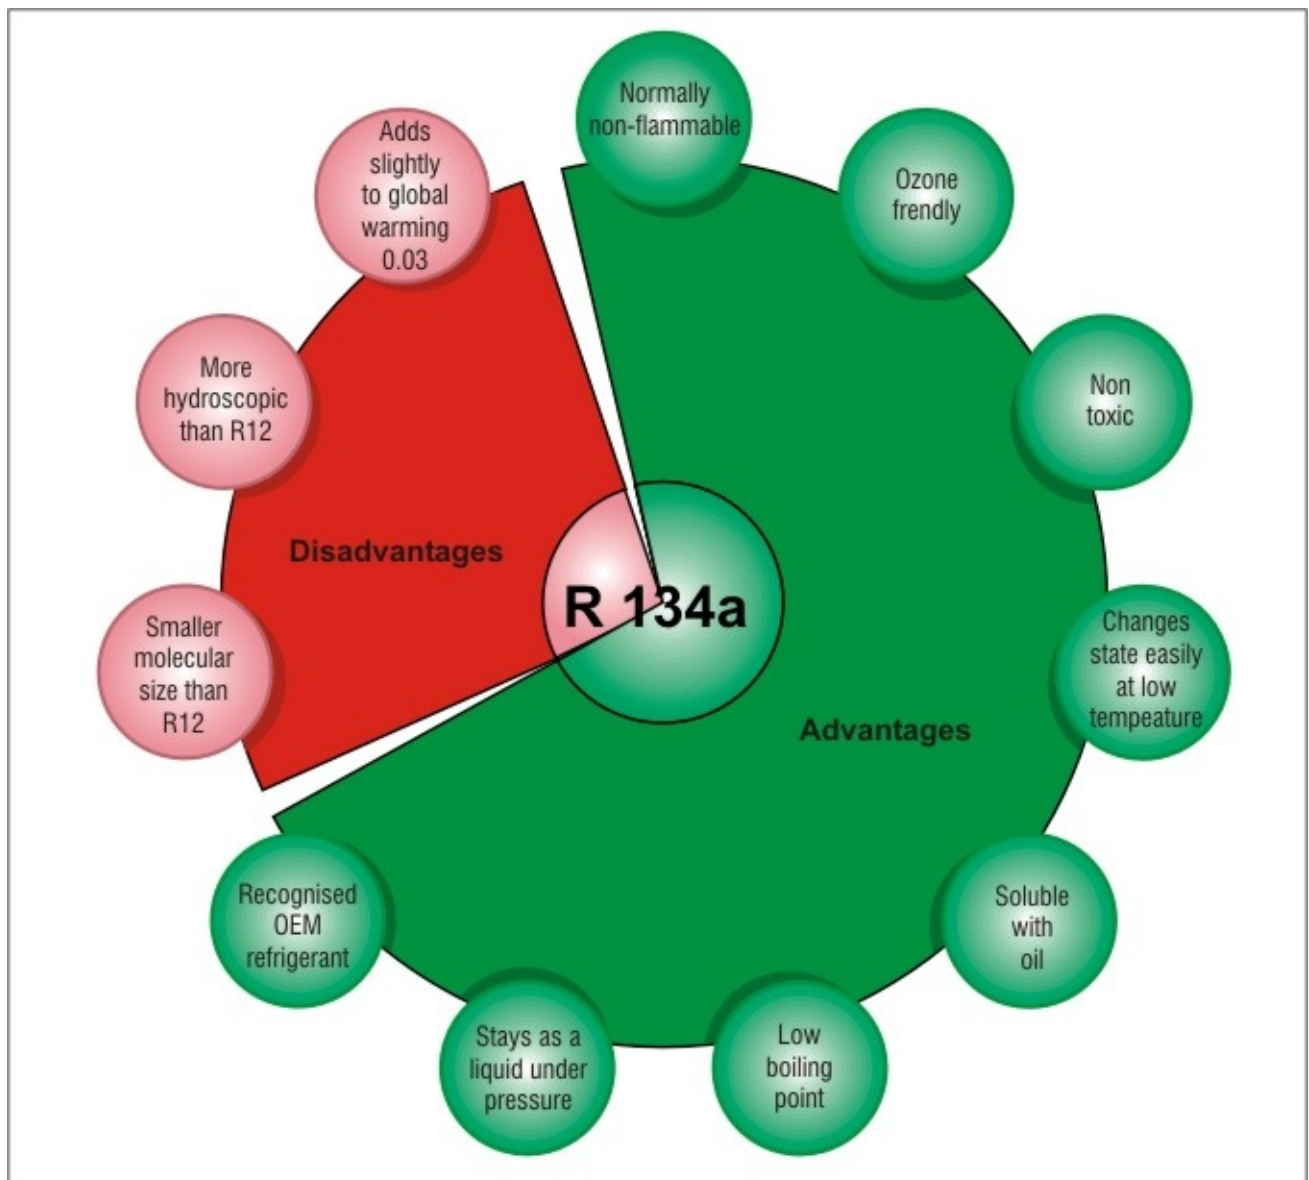 Normally
non-flammable
Ozone
frendly
Non
toxic
Changes
state easily
at low
tempeature
Soluble
with
oil
Low
boiling
point
Stays as a
liquid under
pressure
Recognised
OEM
refrigerant
Smaller
molecular
size than
R12
More
hydroscopic
than R12
Adds
slightly
to global
warming
0.03
Disadvantages
R 134a
Advantages